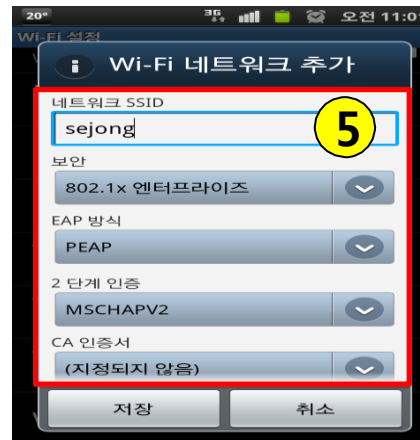 20°
3G
오전 11:0
Wi-Fi 설정
Wi-Fi 네트워크 추가
네트워크 SSID
sejong
5
보안
802.1x 엔터프라이즈
EAP 방식
PEAP
2 단계 인증
MSCHAPV2
CA 인증서
(지정되지 않음)
저장
취소